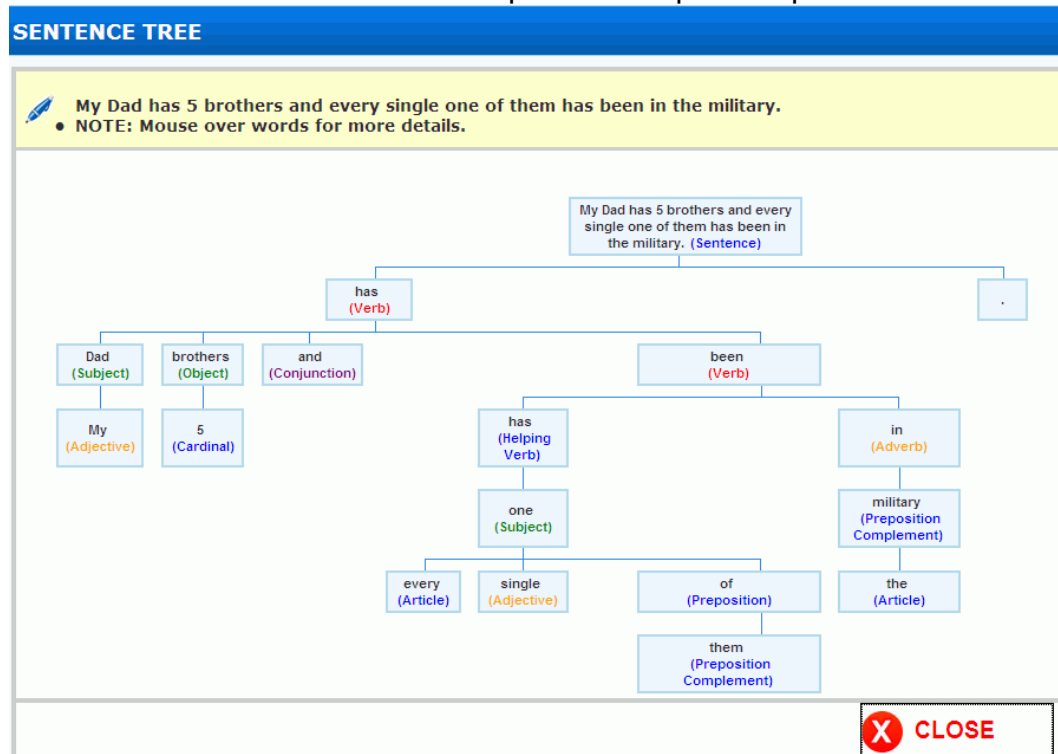 SENTENCE TREE
My Dad has 5 brothers and every single one of them has been in the military.
• NOTE: Mouse over words for more details.
My Dad has 5 brothers and every
single one of them has been in
the military. (Sentence)
has
(Verb)
.
Dad
(Subject)
brothers
(Object)
and
(Conjunction)
been
(Verb)
My
(Adjective)
5
(Cardinal)
has
(Helping
Verb)
in
(Adverb)
one
(Subject)
military
(Preposition
Complement)
every
(Article)
single
(Adjective)
of
(Preposition)
the
(Article)
them
(Preposition
Complement)
X CLOSE